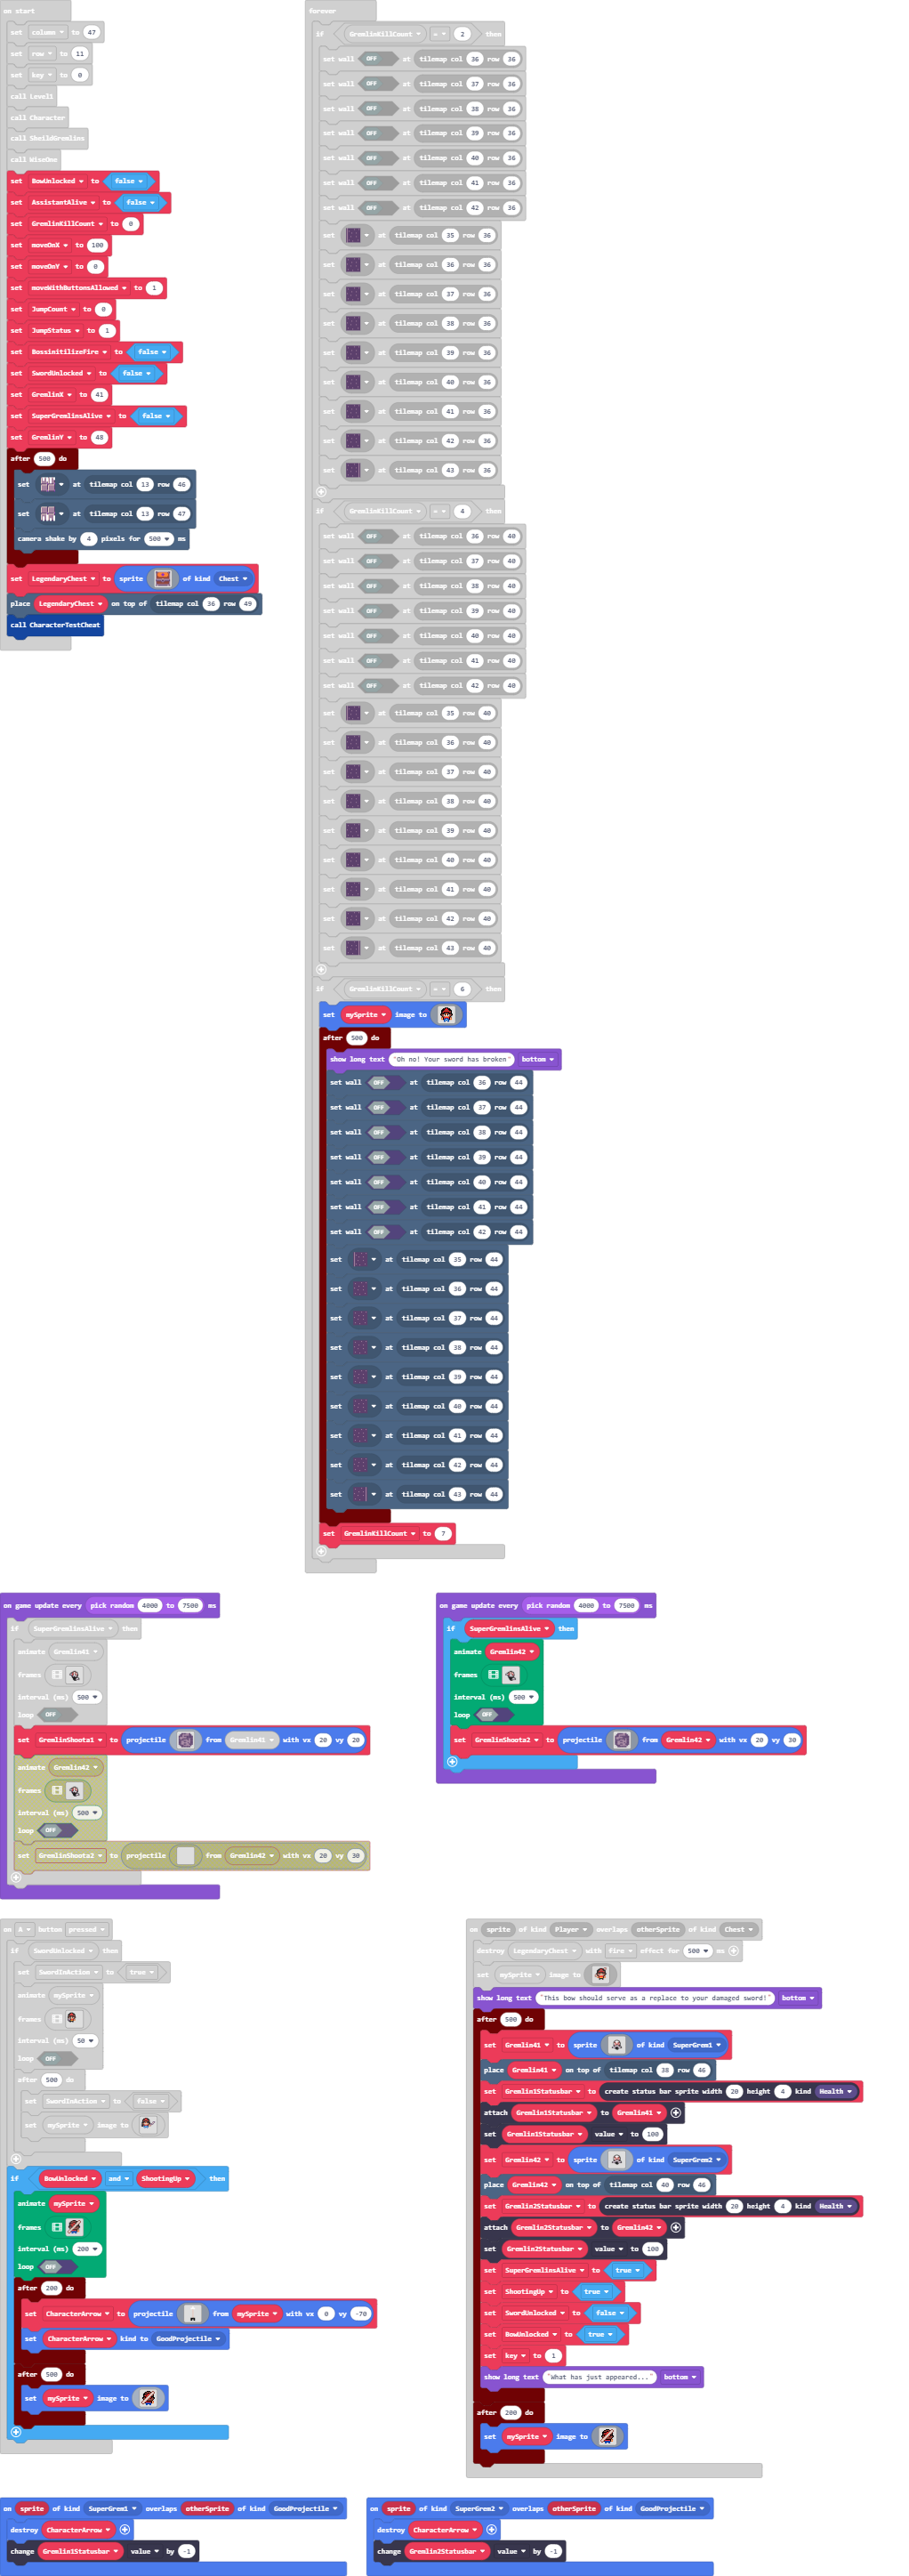 on start
set column to 47
set row to 11
set key to 0
call Level1
call Character
call SheildGremlins
call WiseOne
set BowUnlocked to false
set AssistantAlive to false
set GremlinKillCount to 0
set moveOnX to 100
set moveOnY to 0
set moveWithButtonsAllowed to 1
set JumpCount to 0
set JumpStatus to 1
set BossinitilizeFire to false
set SwordUnlocked to false
set GremlinX to 41
set SuperGremlinsAlive to false
set GremlinY to 48
after 500 do
set at tilemap col 13 row 46
set at tilemap col 13 row 47
camera shake by 4 pixels for 500 ms
set LegendaryChest to sprite of kind Chest
place LegendaryChest on top of tilemap col 36 row 49
call CharacterTestCheat
forever
if GremlinKillCount = 2 then
set wall OFF at tilemap col 36 row 36
set wall OFF at tilemap col 37 row 36
set wall OFF at tilemap col 38 row 36
set wall OFF at tilemap col 39 row 36
set wall OFF at tilemap col 40 row 36
set wall OFF at tilemap col 41 row 36
set wall OFF at tilemap col 42 row 36
set at tilemap col 35 row 36
set at tilemap col 36 row 36
set at tilemap col 37 row 36
set at tilemap col 38 row 36
set at tilemap col 39 row 36
set at tilemap col 40 row 36
set at tilemap col 41 row 36
set at tilemap col 42 row 36
set at tilemap col 43 row 36
if GremlinKillCount = 4 then
set wall OFF at tilemap col 36 row 40
set wall OFF at tilemap col 37 row 40
set wall OFF at tilemap col 38 row 40
set wall OFF at tilemap col 39 row 40
set wall OFF at tilemap col 40 row 40
set wall OFF at tilemap col 41 row 40
set wall OFF at tilemap col 42 row 40
set at tilemap col 35 row 40
set at tilemap col 36 row 40
set at tilemap col 37 row 40
set at tilemap col 38 row 40
set at tilemap col 39 row 40
set at tilemap col 40 row 40
set at tilemap col 41 row 40
set at tilemap col 42 row 40
set at tilemap col 43 row 40
if GremlinKillCount = 6 then
set mySprite image to
after 500 do
show long text "Oh no! Your sword has broken" bottom
set wall OFF at tilemap col 36 row 44
set wall OFF at tilemap col 37 row 44
set wall OFF at tilemap col 38 row 44
set wall OFF at tilemap col 39 row 44
set wall OFF at tilemap col 40 row 44
set wall OFF at tilemap col 41 row 44
set wall OFF at tilemap col 42 row 44
set at tilemap col 35 row 44
set at tilemap col 36 row 44
set at tilemap col 37 row 44
set at tilemap col 38 row 44
set at tilemap col 39 row 44
set at tilemap col 40 row 44
set at tilemap col 41 row 44
set at tilemap col 42 row 44
set at tilemap col 43 row 44
set GremlinKillCount to 7
on game update every pick random 4000 to 7500 ms
if SuperGremlinsAlive then
animate Gremlin41
frames
interval (ms) 500
loop OFF
set GremlinShoota1 to projectile from Gremlin41 with vx 20 vy 20
animate Gremlin42
frames
interval (ms) 500
loop OFF
set GremlinShoota2 to projectile from Gremlin42 with vx 20 vy 30
on game update every pick random 4000 to 7500 ms
if SuperGremlinsAlive then
animate Gremlin42
frames
interval (ms) 500
loop OFF
set GremlinShoota2 to projectile from Gremlin42 with vx 20 vy 30
on A button pressed
if SwordUnlocked then
set SwordInAction to true
animate mySprite
frames
interval (ms) 50
loop OFF
after 500 do
set SwordInAction to false
set mySprite image to
if BowUnlocked and ShootingUp then
animate mySprite
frames
interval (ms) 200
loop OFF
after 200 do
set CharacterArrow to projectile from mySprite with vx 0 vy -70
set CharacterArrow kind to GoodProjectile
after 500 do
set mySprite image to
on sprite of kind Player overlaps otherSprite of kind Chest
destroy LegendaryChest with fire effect for 500 ms
set mySprite image to
show long text "This bow should serve as a replace to your damaged sword!" bottom
after 500 do
set Gremlin41 to sprite of kind SuperGrem1
place Gremlin41 on top of tilemap col 38 row 46
set Gremlin1Statusbar to create status bar sprite width 20 height 4 kind Health
attach Gremlin1Statusbar to Gremlin41
set Gremlin1Statusbar value to 100
set Gremlin42 to sprite of kind SuperGrem2
place Gremlin42 on top of tilemap col 40 row 46
set Gremlin2Statusbar to create status bar sprite width 20 height 4 kind Health
attach Gremlin2Statusbar to Gremlin42
set Gremlin2Statusbar value to 100
set SuperGremlinsAlive to true
set ShootingUp to true
set SwordUnlocked to false
set BowUnlocked to true
set key to 1
show long text "What has just appeared..." bottom
after 200 do
set mySprite image to
on sprite of kind SuperGrem1 overlaps otherSprite of kind GoodProjectile
destroy CharacterArrow
change Gremlin1Statusbar value by -1
on sprite of kind SuperGrem2 overlaps otherSprite of kind GoodProjectile
destroy CharacterArrow
change Gremlin2Statusbar value by -1